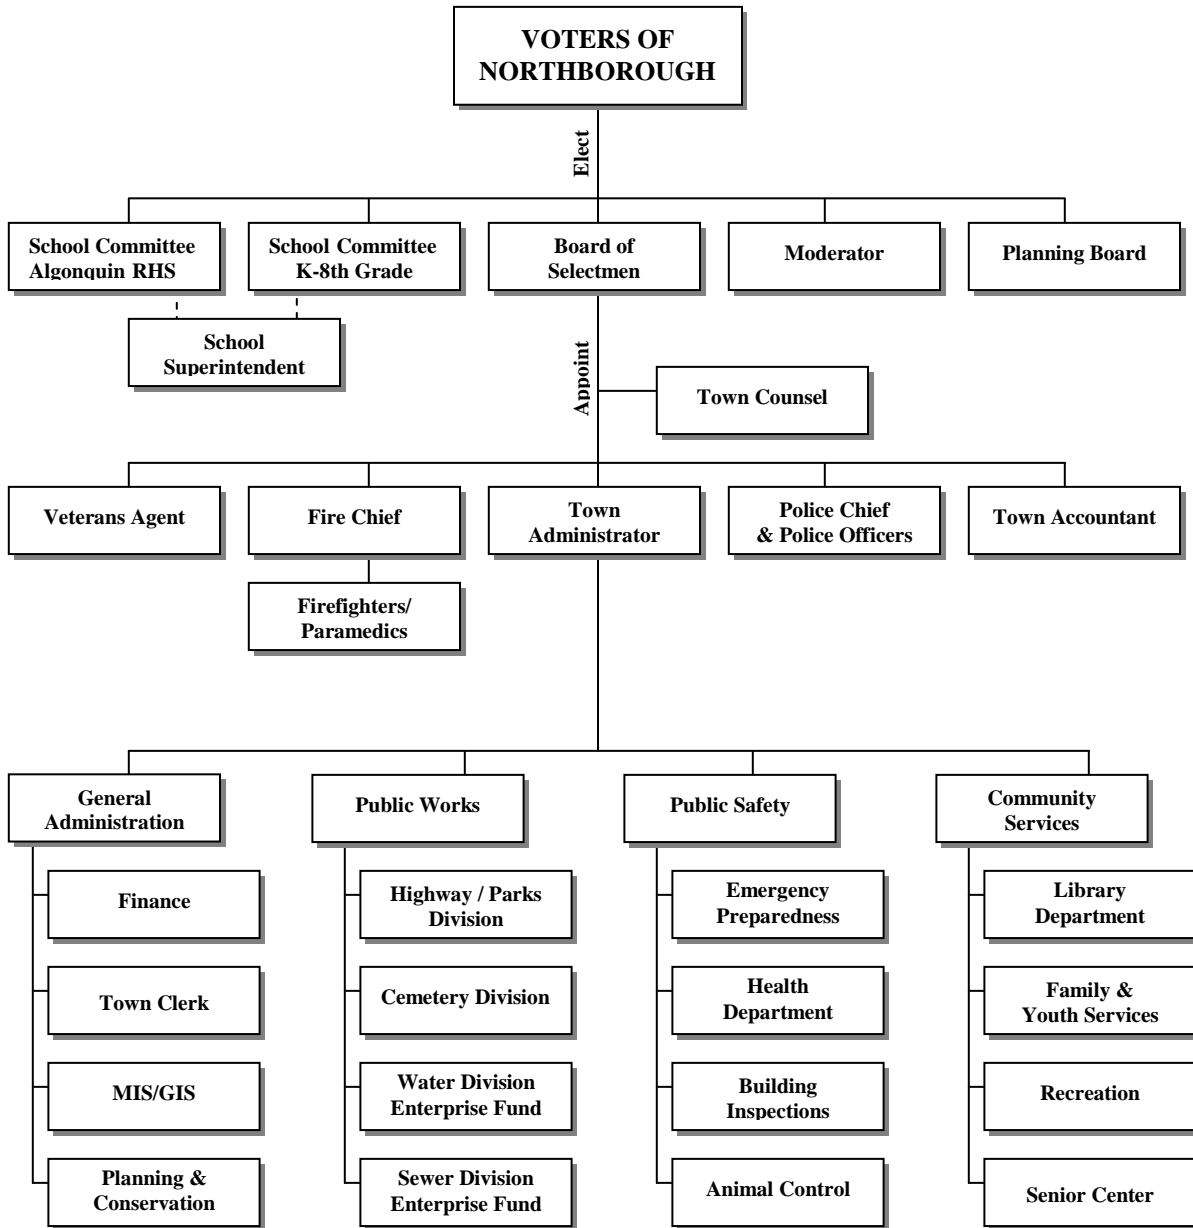 VOTERS OF
NORTHBOROUGH
Elect
School Committee
Algonquin RHS
School Committee
K-8th Grade
Board of
Selectmen
Moderator
Planning Board
School
Superintendent
Appoint
Town Counsel
Veterans Agent
Fire Chief
Town
Administrator
Police Chief
& Police Officers
Town Accountant
Firefighters/
Paramedics
General
Administration
Public Works
Public Safety
Community
Services
Finance
Highway / Parks
Division
Emergency
Preparedness
Library
Department
Town Clerk
Cemetery Division
Health
Department
Family &
Youth Services
MIS/GIS
Water Division
Enterprise Fund
Building
Inspections
Recreation
Planning &
Conservation
Sewer Division
Enterprise Fund
Animal Control
Senior Center